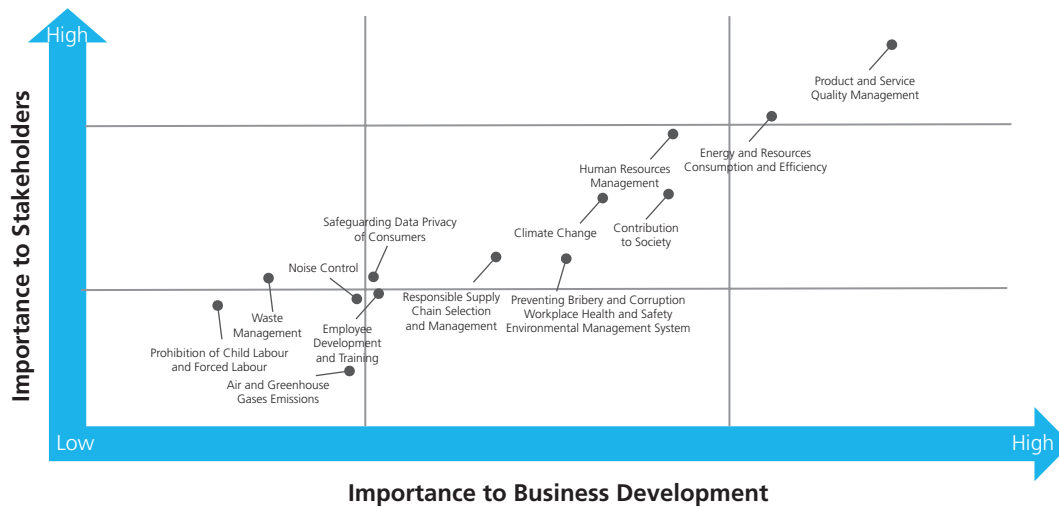 High
Importance to Stakeholders
Product and Service
Quality Management
Energy and Resources
Consumption and Efficiency
Human Resources
Management
Contribution
to Society
Climate Change
Safeguarding Data Privacy
of Consumers
Noise Control
Responsible Supply
Chain Selection
and Management
Preventing Bribery and Corruption
Workplace Health and Safety
Environmental Management System
Waste
Management
Employee
Development
and Training
Prohibition of Child Labour
and Forced Labour
Air and Greenhouse
Gases Emissions
Low
High
Importance to Business Development